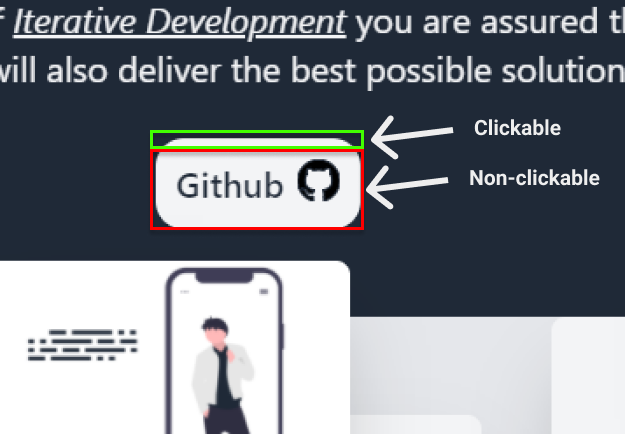 f Iterative Development you are assured th
will also deliver the best possible solution
Clickable
Github
Non-clickable